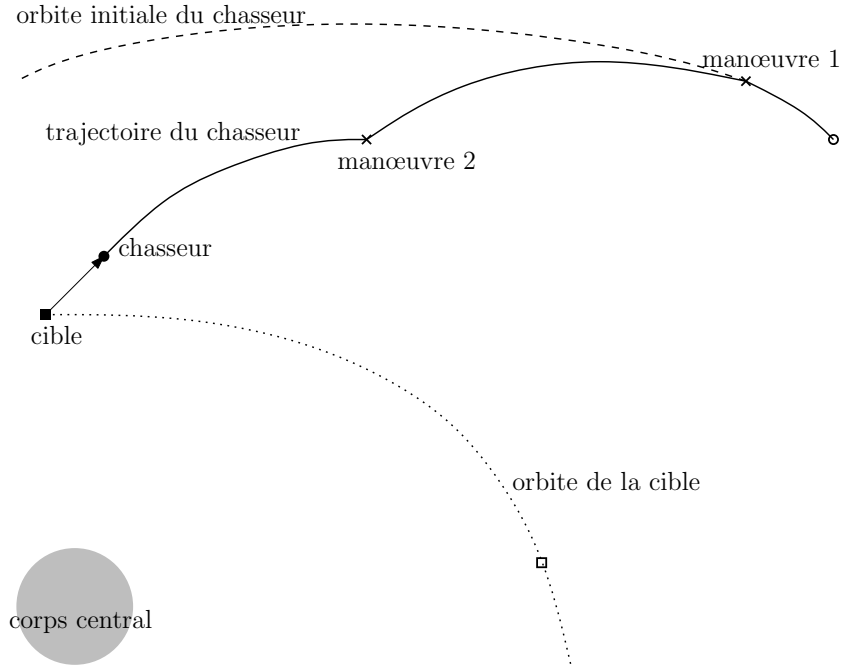 orbite initiale du chasseur
manœuvre 1
trajectoire du chasseur
manœuvre 2
chasseur
cible
orbite de la cible
corps central